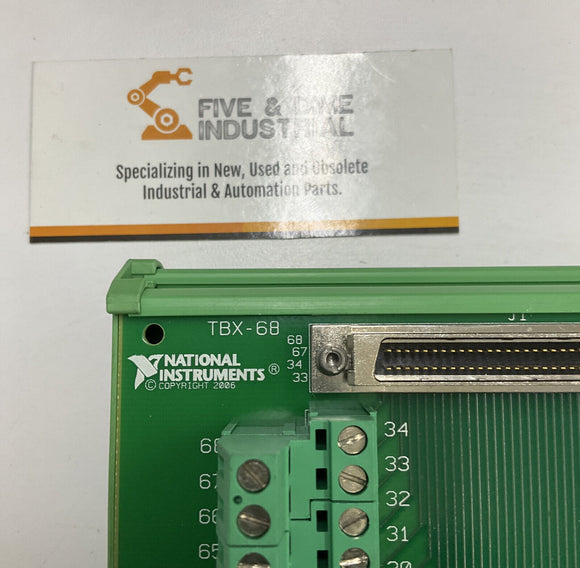 FIVE & DIME
INDUSTRIAL
Specializing in New, Used and Obsolete
Industrial & Automation Parts.
TBX-68
J1
68
67
34
33
NATIONAL
INSTRUMENTS ®
© COPYRIGHT 2006
68
67
66
65
34
33
32
31
30